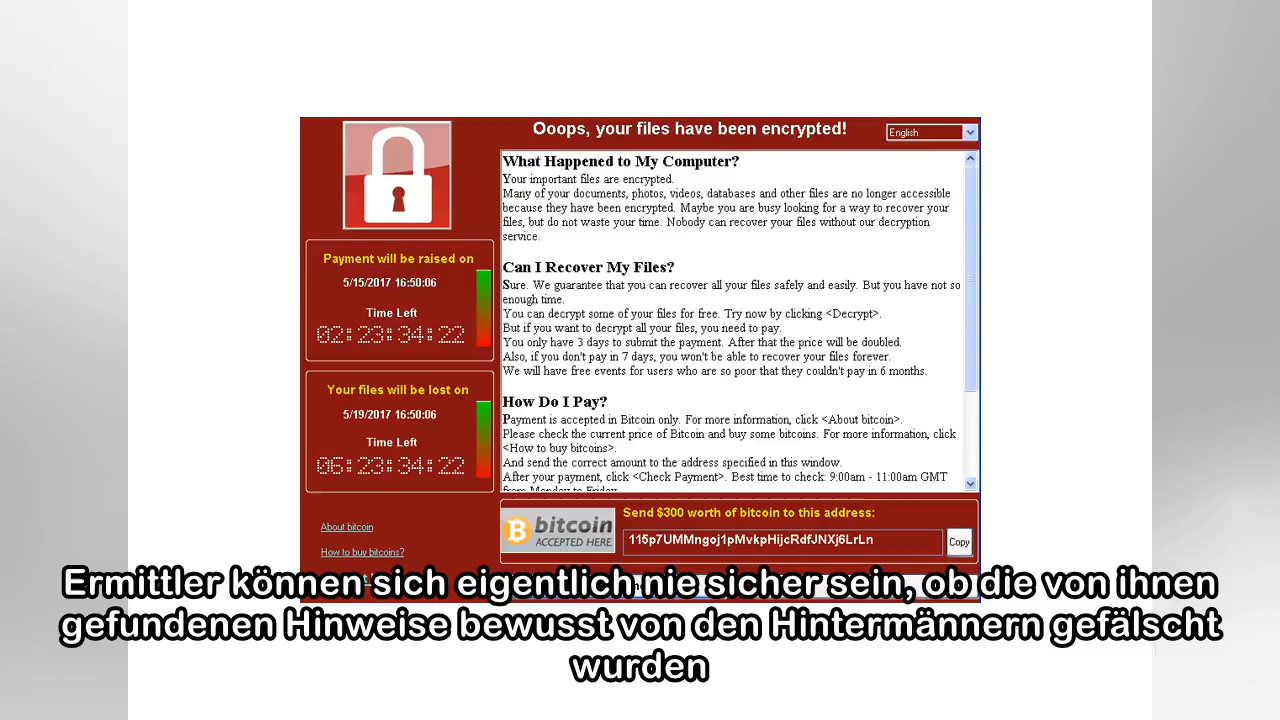 Ooops, your files have been encrypted!
English
What Happened to My Computer?
Your important files are encrypted.
Many of your documents, photos, videos, databases and other files are no longer accessible
because they have been encrypted. Maybe you are busy looking for a way to recover your
files, but do not waste your time. Nobody can recover your files without our decryption
service.
Can I Recover My Files?
Sure. We guarantee that you can recover all your files safely and easily. But you have not so
enough time.
You can decrypt some of your files for free. Try now by clicking <Decrypt>.
But if you want to decrypt all your files, you need to pay.
You only have 3 days to submit the payment. After that the price will be doubled.
Also, if you don't pay in 7 days, you won't be able to recover your files forever.
We will have free events for users who are so poor that they couldn't pay in 6 months.
How Do I Pay?
Payment is accepted in Bitcoin only. For more information, click <About bitcoin>.
Please check the current price of Bitcoin and buy some bitcoins. For more information, click
<How to buy bitcoins>.
And send the correct amount to the address specified in this window.
After your payment, click <Check Payment>. Best time to check: 9:00am - 11:00am GMT
from Monday to Friday
Payment will be raised on
5/15/2017 16:50:06
Time Left
02:23:34:22
Your files will be lost on
5/19/2017 16:50:06
Time Left
06:23:34:22
About bitcoin
How to buy bitcoins?
bitcoin
ACCEPTED HERE
Send $300 worth of bitcoin to this address:
115p7UMMngoj1pMvkpHijcRdfJNXj6LrLn
Copy
Ermittler können sich eigentlich nie sicher sein, ob die von ihnen
gefundenen Hinweise bewusst von den Hintermännern gefälscht
wurden